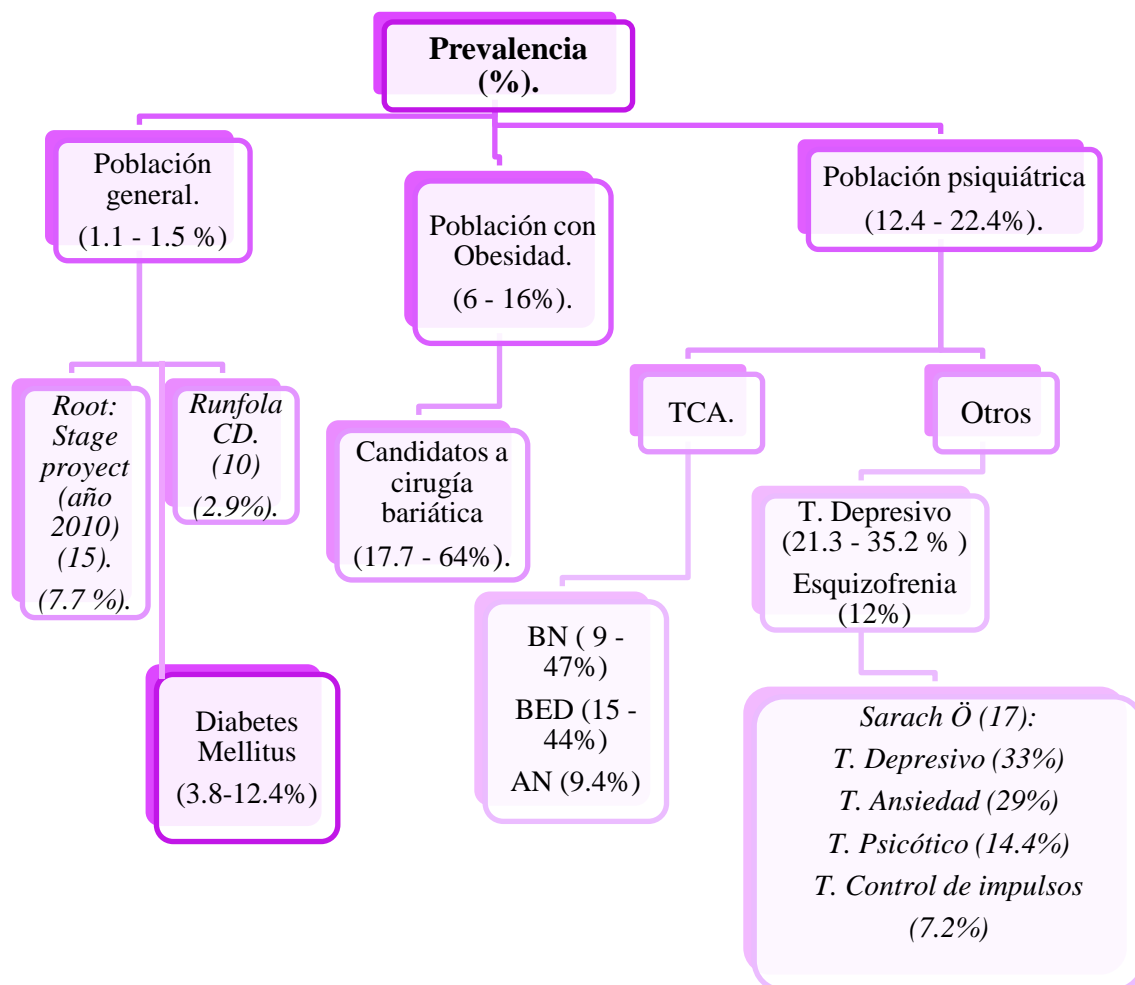 Prevalencia
(%).
Población
general.
(1.1 - 1.5 %)
Población con
Obesidad.
(6 - 16%).
Población psiquiátrica
(12.4 - 22.4%).
Root:
Stage
proyect
(año
2010)
(15).
(7.7 %).
Runfola
CD.
(10)
(2.9%).
Diabetes
Mellitus
(3.8-12.4%)
Candidatos a
cirugía
bariática
(17.7 - 64%).
TCA.
Otros
BN ( 9 -
47%)
BED (15 -
44%)
AN (9.4%)
T. Depresivo
(21.3 - 35.2 % )
Esquizofrenia
(12%)
Sarach Ö (17):
T. Depresivo (33%)
T. Ansiedad (29%)
T. Psicótico (14.4%)
T. Control de impulsos
(7.2%)